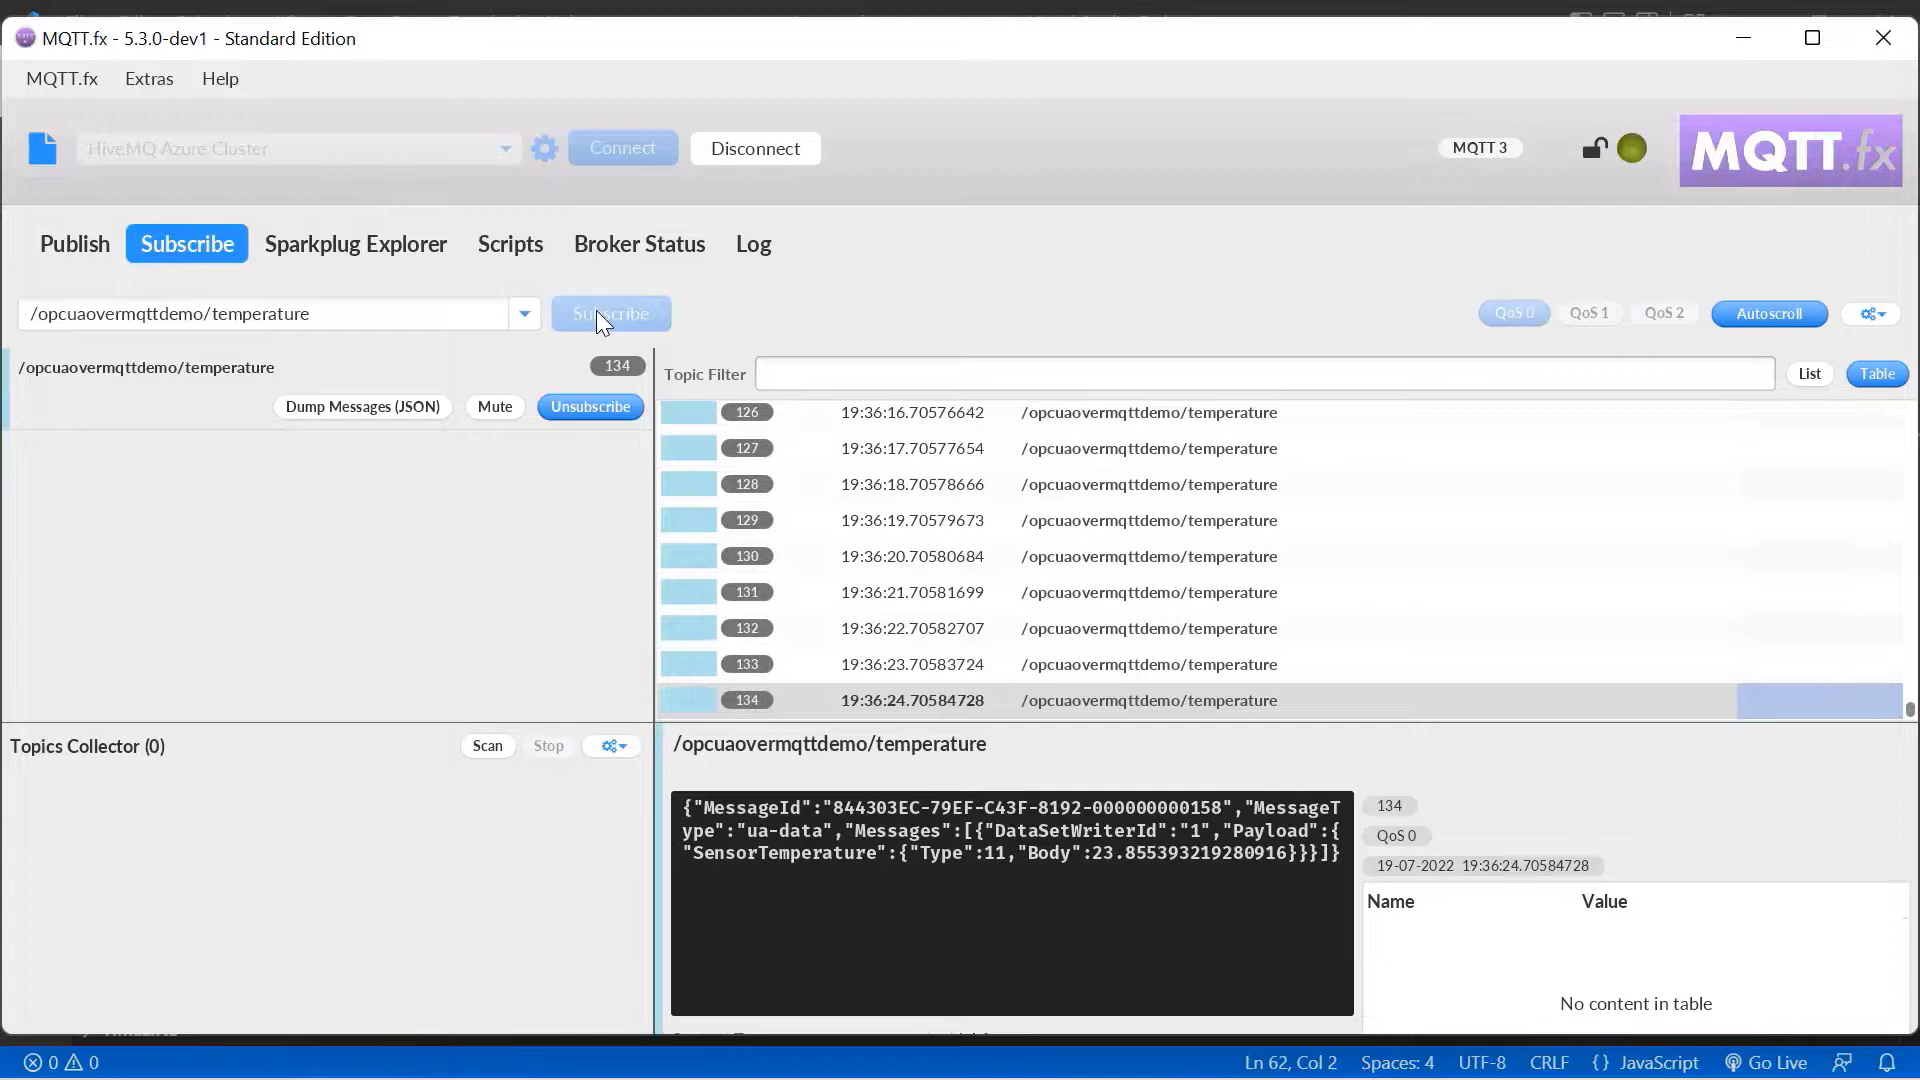 MQTT.fx - 5.3.0-dev1 - Standard Edition
MQTT.fx Extras Help
HiveMQ Azure Cluster Connect Disconnect MQTT 3 MQTT.fx
Publish Subscribe Sparkplug Explorer Scripts Broker Status Log
/opcuaovermqttdemo/temperature Subscribe QoS 0 QoS 1 QoS 2 Autoscroll
/opcuaovermqttdemo/temperature 134
Dump Messages (JSON) Mute Unsubscribe
Topic Filter List Table
126 19:36:16.70576642 /opcuaovermqttdemo/temperature
127 19:36:17.70577654 /opcuaovermqttdemo/temperature
128 19:36:18.70578666 /opcuaovermqttdemo/temperature
129 19:36:19.70579673 /opcuaovermqttdemo/temperature
130 19:36:20.70580684 /opcuaovermqttdemo/temperature
131 19:36:21.70581699 /opcuaovermqttdemo/temperature
132 19:36:22.70582707 /opcuaovermqttdemo/temperature
133 19:36:23.70583724 /opcuaovermqttdemo/temperature
134 19:36:24.70584728 /opcuaovermqttdemo/temperature
Topics Collector (0) Scan Stop
/opcuaovermqttdemo/temperature
{"MessageId":"844303EC-79EF-C43F-8192-000000000158","MessageT
ype":"ua-data","Messages":[{"DataSetWriterId":"1","Payload":{
"SensorTemperature":{"Type":11,"Body":23.855393219280916}}}]}
134
QoS 0
19-07-2022 19:36:24.70584728
Name Value
No content in table
0 0 Ln 62, Col 2 Spaces: 4 UTF-8 CRLF {} JavaScript Go Live